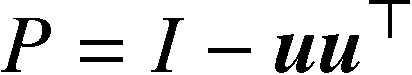 P = I − uu⊤